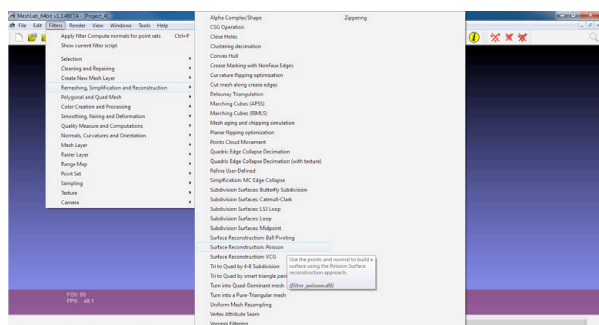 MeshLab_64bit v1.3.4BETA - [Project_4]
File Edit Filters Render View Windows Tools Help
Apply filter Compute normals for point sets Ctrl+P
Show current filter script
Selection
Cleaning and Repairing
Create New Mesh Layer
Remeshing, Simplification and Reconstruction
Polygonal and Quad Mesh
Color Creation and Processing
Smoothing, Fairing and Deformation
Quality Measure and Computations
Normals, Curvatures and Orientation
Mesh Layer
Raster Layer
Range Map
Point Set
Sampling
Texture
Camera
Alpha Complex/Shape Zippering
CSG Operation
Close Holes
Clustering decimation
Convex Hull
Crease Marking with NonFaux Edges
Curvature flipping optimization
Cut mesh along crease edges
Delaunay Triangulation
Marching Cubes (APSS)
Marching Cubes (RIMLS)
Mesh aging and chipping simulation
Planar flipping optimization
Points Cloud Movement
Quadric Edge Collapse Decimation
Quadric Edge Collapse Decimation (with texture)
Refine User-Defined
Simplification: MC Edge Collapse
Subdivision Surfaces: Butterfly Subdivision
Subdivision Surfaces: Catmull-Clark
Subdivision Surfaces: LS3 Loop
Subdivision Surfaces: Loop
Subdivision Surfaces: Midpoint
Surface Reconstruction: Ball Pivoting
Surface Reconstruction: Poisson
Surface Reconstruction: VCG
Tri to Quad by 4-8 Subdivision
Tri to Quad by smart triangle pair
Turn into Quad-Dominant mesh
Turn into a Pure-Triangular mesh
Uniform Mesh Resampling
Vertex Attribute Seam
Voronoi Filtering
Use the points and normal to build a
surface using the Poisson Surface
reconstruction approach.
(filter_poisson.dll)
FOV: 60
FPS: 46.1